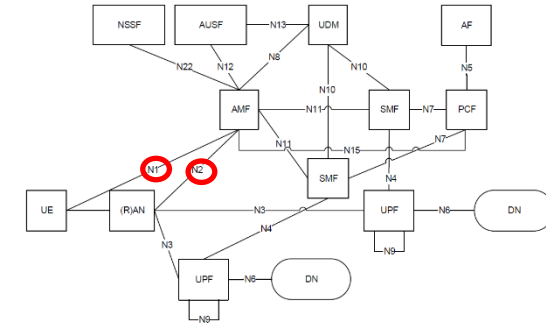 NSSF AUSF N13 UDM AF
N22 N12 N8 N10 N5
N10
AMF N11 SMF N7 PCF
N11 N15 N7
N1 N2 SMF N4
UE (R)AN N3 UPF N6 DN
N3 N4
N9
UPF N6 DN
N9